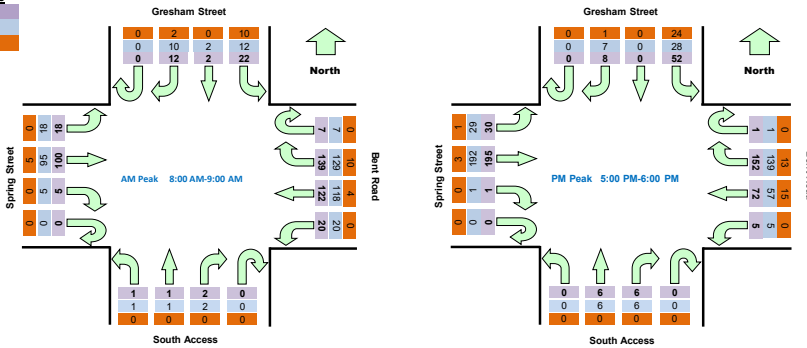 Gresham Street
0 2 0 10
0 10 2 12
0 12 2 22
North
Spring Street
0 18 18
5 95 100
0 5 5
0 0 0
AM Peak 8:00 AM-9:00 AM
7 7 0
139 129 10
122 118 4
20 20 0
Bent Road
1 1 2 0
1 1 2 0
0 0 0 0
South Access
Gresham Street
0 1 0 24
0 7 0 28
0 8 0 52
North
Spring Street
1 29 30
3 192 195
0 1 1
0 0 0
PM Peak 5:00 PM-6:00 PM
1 1 0
152 139 13
72 57 15
5 5 0
0 6 6 0
0 6 6 0
0 0 0 0
South Access